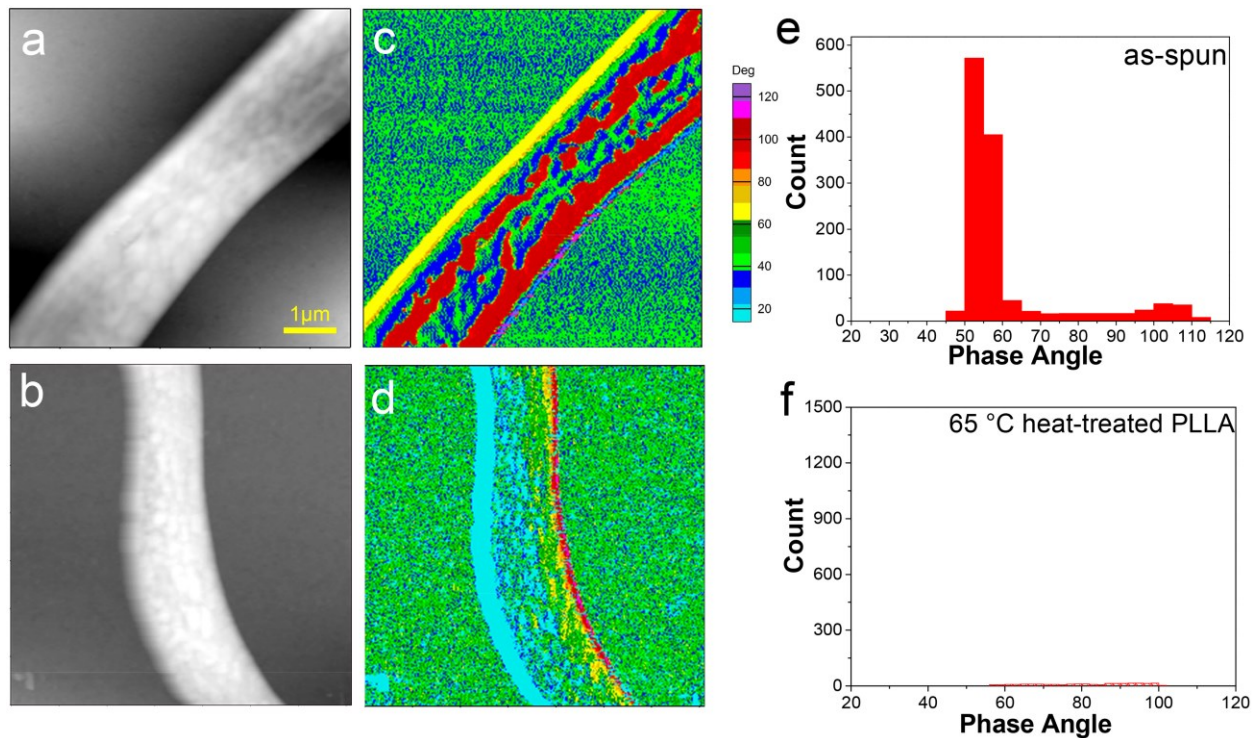 a
1μm
b
c
d
Deg
120
100
80
60
40
20
e
as-spun
Count
600
500
400
300
200
100
0
20 30 40 50 60 70 80 90 100 110 120
Phase Angle
f
65 °C heat-treated PLLA
Count
1500
1200
900
600
300
0
20 40 60 80 100 120
Phase Angle